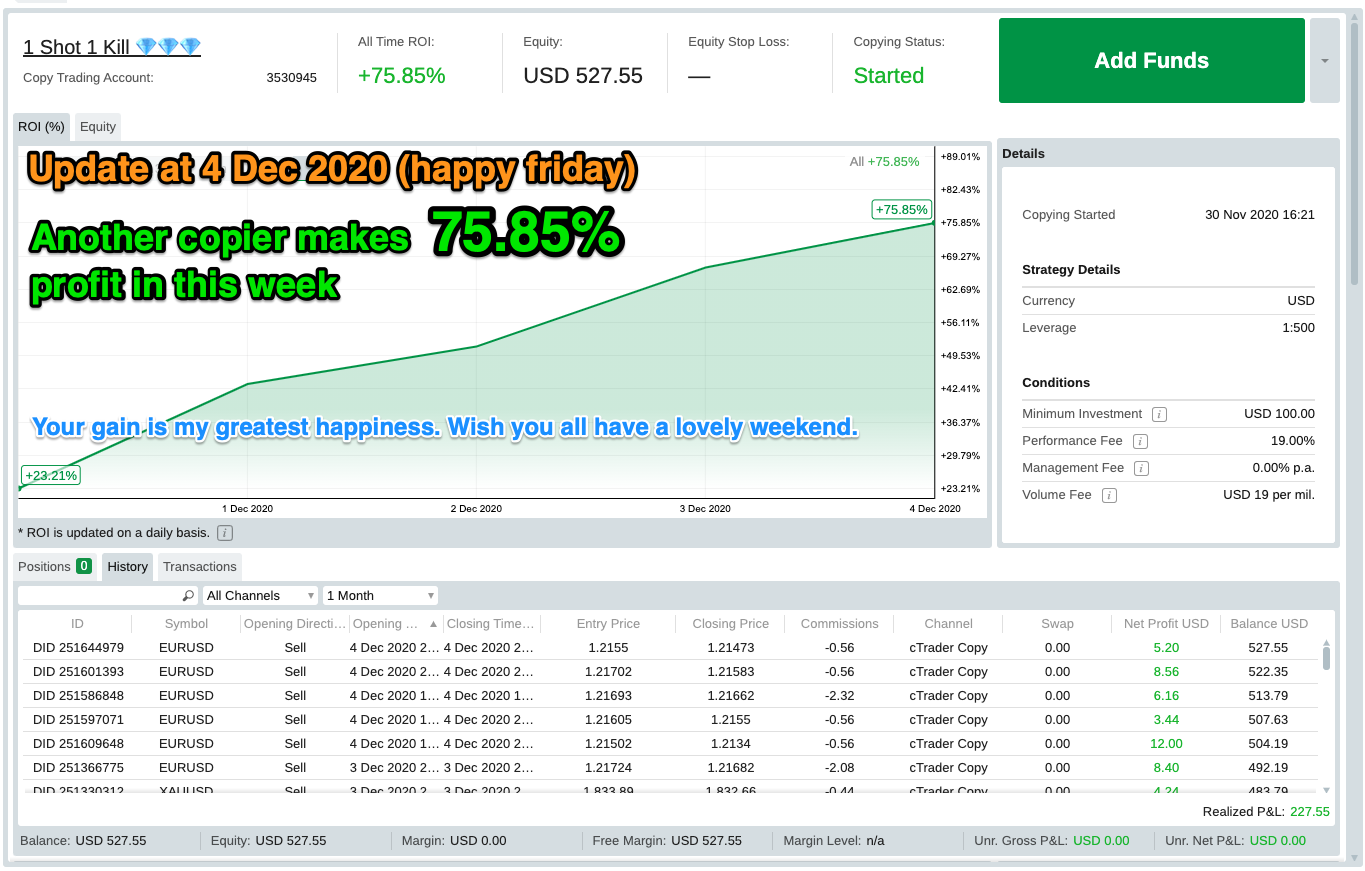 1 Shot 1 Kill 💎💎💎
Copy Trading Account: 3530945
All Time ROI:
+75.85%
Equity:
USD 527.55
Equity Stop Loss:
—
Copying Status:
Started
Add Funds
ROI (%) Equity
Update at 4 Dec 2020 (happy friday)
Another copier makes 75.85%
profit in this week
Your gain is my greatest happiness. Wish you all have a lovely weekend.
All +75.85%
+75.85%
+23.21%
+89.01%
+82.43%
+75.85%
+69.27%
+62.69%
+56.11%
+49.53%
+42.41%
+36.37%
+29.79%
+23.21%
1 Dec 2020 2 Dec 2020 3 Dec 2020 4 Dec 2020
* ROI is updated on a daily basis. i
Details
Copying Started 30 Nov 2020 16:21
Strategy Details
Currency USD
Leverage 1:500
Conditions
Minimum Investment i USD 100.00
Performance Fee i 19.00%
Management Fee i 0.00% p.a.
Volume Fee i USD 19 per mil.
Positions 0 History Transactions
All Channels 1 Month
ID Symbol Opening Directi... Opening ... Closing Time... Entry Price Closing Price Commissions Channel Swap Net Profit USD Balance USD
DID 251644979 EURUSD Sell 4 Dec 2020 2... 4 Dec 2020 2... 1.2155 1.21473 -0.56 cTrader Copy 0.00 5.20 527.55
DID 251601393 EURUSD Sell 4 Dec 2020 2... 4 Dec 2020 2... 1.21702 1.21583 -0.56 cTrader Copy 0.00 8.56 522.35
DID 251586848 EURUSD Sell 4 Dec 2020 1... 4 Dec 2020 1... 1.21693 1.21662 -2.32 cTrader Copy 0.00 6.16 513.79
DID 251597071 EURUSD Sell 4 Dec 2020 1... 4 Dec 2020 2... 1.21605 1.2155 -0.56 cTrader Copy 0.00 3.44 507.63
DID 251609648 EURUSD Sell 4 Dec 2020 1... 4 Dec 2020 2... 1.21502 1.2134 -0.56 cTrader Copy 0.00 12.00 504.19
DID 251366775 EURUSD Sell 3 Dec 2020 2... 3 Dec 2020 2... 1.21724 1.21682 -2.08 cTrader Copy 0.00 8.40 492.19
DID 251330312 XAUUSD Sell 3 Dec 2020 2... 3 Dec 2020 2... 1,833.89 1,832.66 -0.44 cTrader Copy 0.00 4.24 483.79
Realized P&L: 227.55
Balance: USD 527.55 Equity: USD 527.55 Margin: USD 0.00 Free Margin: USD 527.55 Margin Level: n/a Unr. Gross P&L: USD 0.00 Unr. Net P&L: USD 0.00